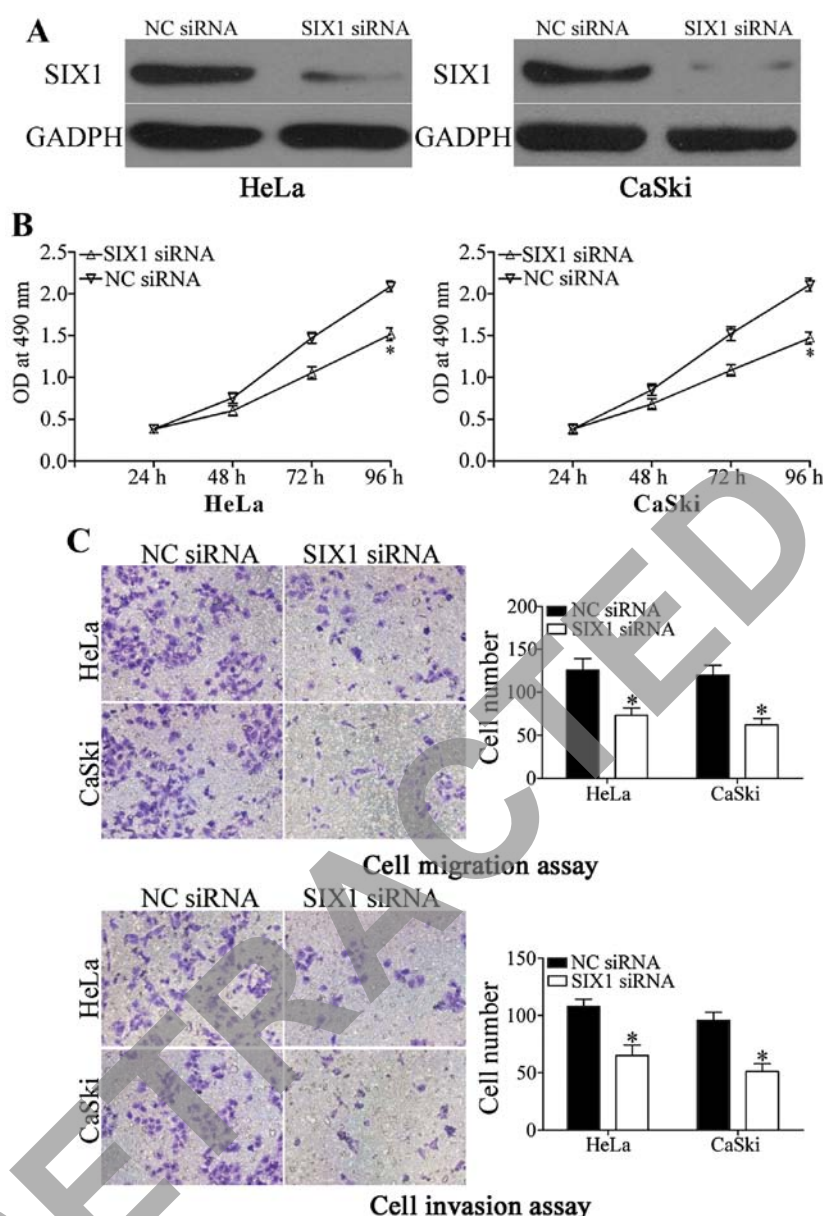 A
NC siRNA SIX1 siRNA NC siRNA SIX1 siRNA
SIX1 SIX1
GADPH GADPH
HeLa CaSki
B
2.5 SIX1 siRNA 2.5 SIX1 siRNA
NC siRNA NC siRNA
2.0 2.0
1.5 1.5
OD at 490 nm OD at 490 nm
* *
1.0 1.0
0.5 0.5
0.0 0.0
24 h 48 h 72 h 96 h 24 h 48 h 72 h 96 h
HeLa CaSki
C
NC siRNA SIX1 siRNA
HeLa
CaSki
200 NC siRNA
SIX1 siRNA
150
100
50
0
Cell number
* *
HeLa CaSki
Cell migration assay
NC siRNA SIX1 siRNA
HeLa
CaSki
150 NC siRNA
SIX1 siRNA
100
50
0
Cell number
* *
HeLa CaSki
Cell invasion assay
ETRACTED